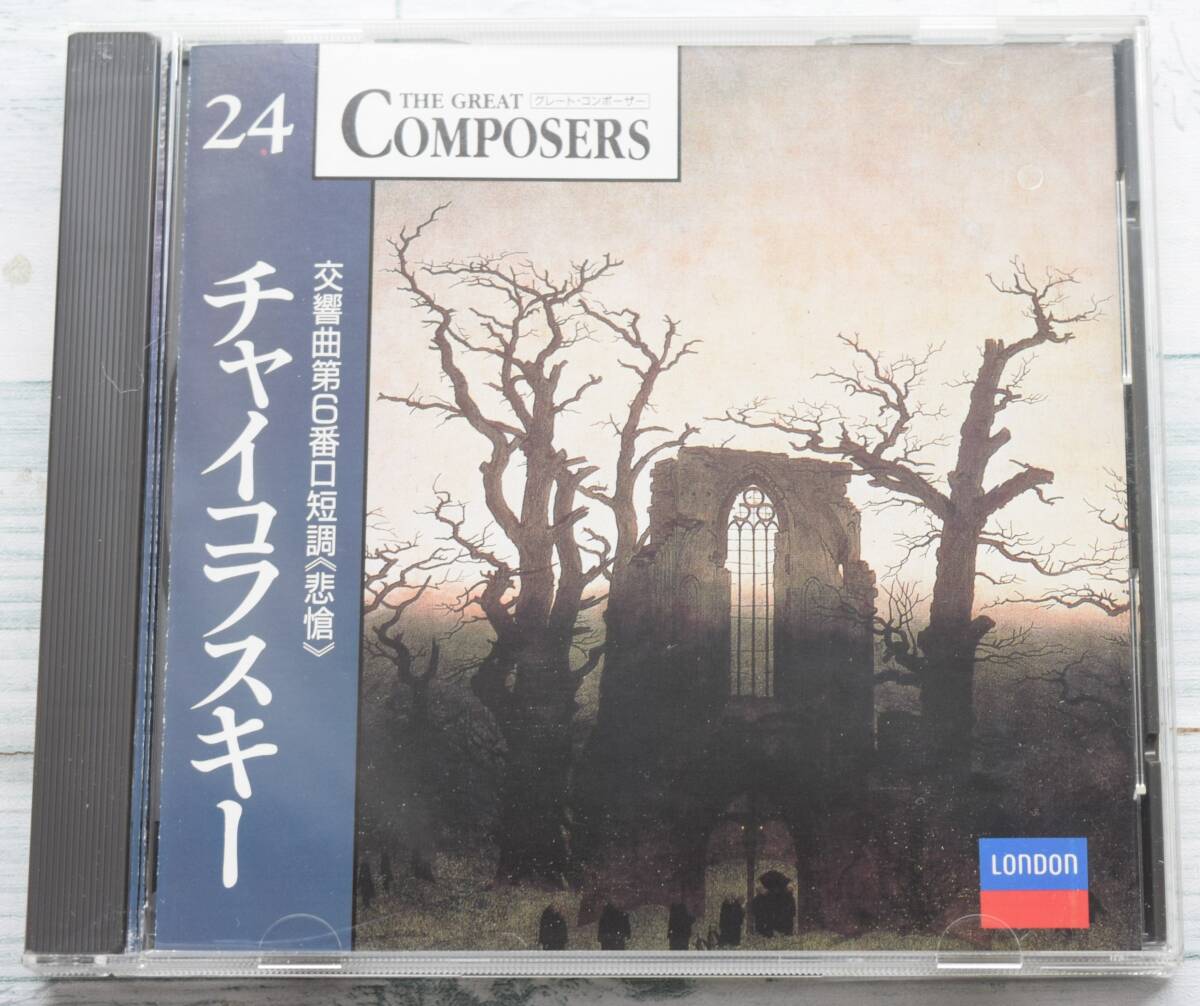 24
THE GREAT グレート・コンポーザー
COMPOSERS
チャイコフスキー
交響曲第6番ロ短調《悲愴》
LONDON